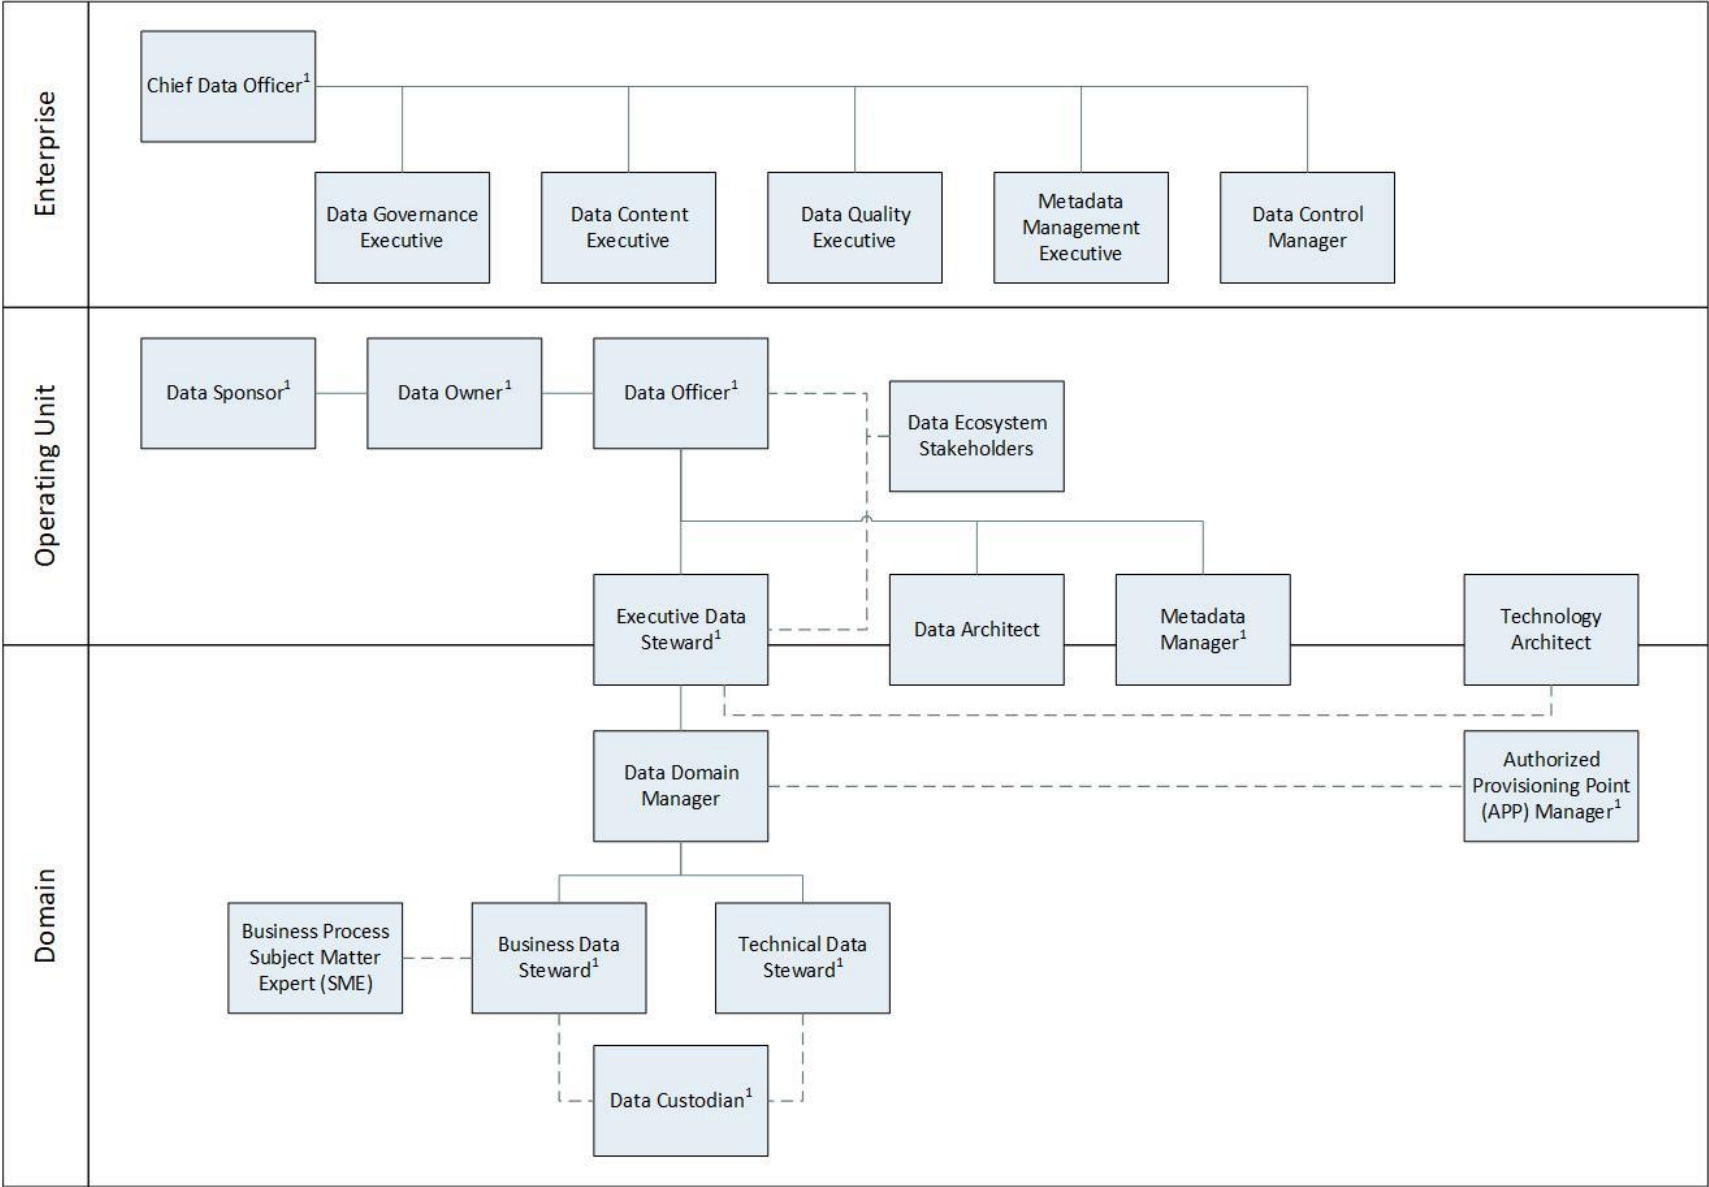 Enterprise
Chief Data Officer¹
Data Governance
Executive
Data Content
Executive
Data Quality
Executive
Metadata
Management
Executive
Data Control
Manager
Operating Unit
Data Sponsor¹
Data Owner¹
Data Officer¹
Data Ecosystem
Stakeholders
Executive Data
Steward¹
Data Architect
Metadata
Manager¹
Technology
Architect
Domain
Data Domain
Manager
Authorized
Provisioning Point
(APP) Manager¹
Business Process
Subject Matter
Expert (SME)
Business Data
Steward¹
Technical Data
Steward¹
Data Custodian¹